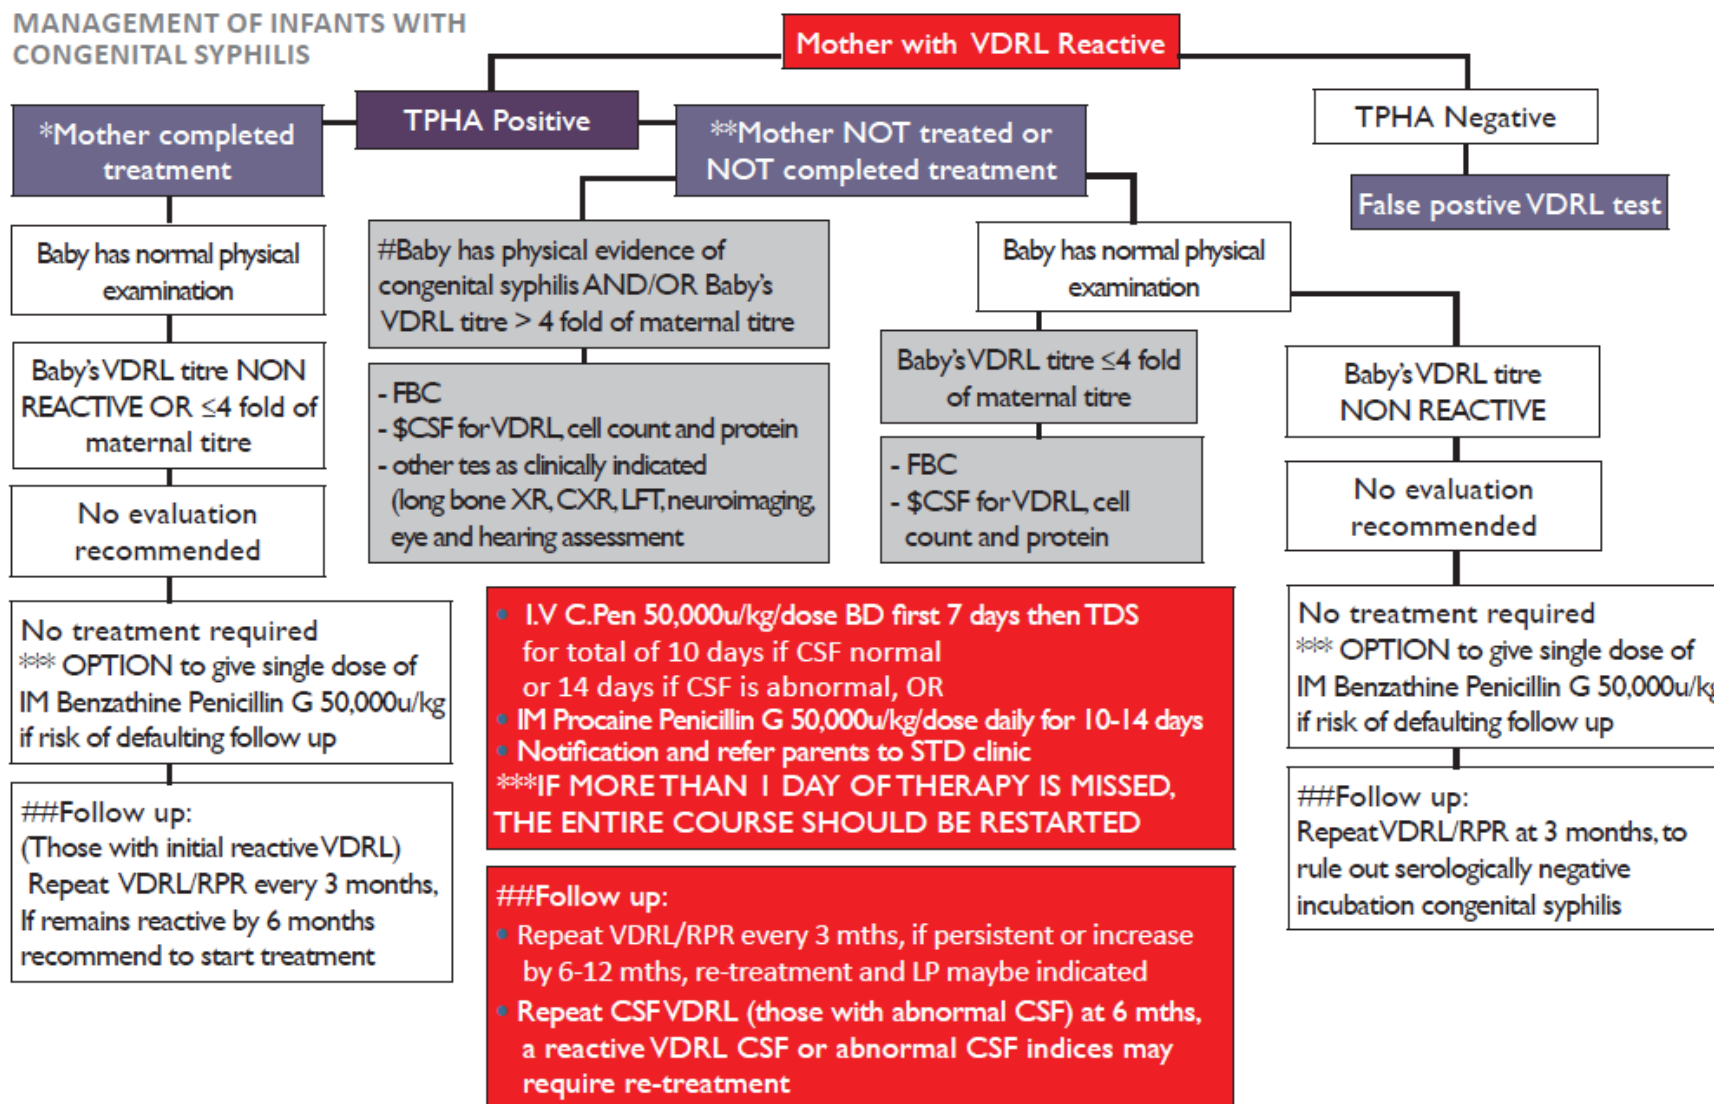 MANAGEMENT OF INFANTS WITH
CONGENITAL SYPHILIS
Mother with VDRL Reactive
TPHA Positive
TPHA Negative
False postive VDRL test
*Mother completed
treatment
Baby has normal physical
examination
Baby's VDRL titre NON
REACTIVE OR ≤4 fold of
maternal titre
No evaluation
recommended
No treatment required
*** OPTION to give single dose of
IM Benzathine Penicillin G 50,000u/kg
if risk of defaulting follow up
##Follow up:
(Those with initial reactive VDRL)
Repeat VDRL/RPR every 3 months,
If remains reactive by 6 months
recommend to start treatment
**Mother NOT treated or
NOT completed treatment
#Baby has physical evidence of
congenital syphilis AND/OR Baby's
VDRL titre > 4 fold of maternal titre
- FBC
- $CSF for VDRL, cell count and protein
- other tes as clinically indicated
(long bone XR, CXR, LFT, neuroimaging,
eye and hearing assessment
Baby has normal physical
examination
Baby's VDRL titre ≤4 fold
of maternal titre
- FBC
- $CSF for VDRL, cell
count and protein
• I.V C.Pen 50,000u/kg/dose BD first 7 days then TDS
for total of 10 days if CSF normal
or 14 days if CSF is abnormal, OR
• IM Procaine Penicillin G 50,000u/kg/dose daily for 10-14 days
• Notification and refer parents to STD clinic
***IF MORE THAN 1 DAY OF THERAPY IS MISSED,
THE ENTIRE COURSE SHOULD BE RESTARTED
##Follow up:
• Repeat VDRL/RPR every 3 mths, if persistent or increase
by 6-12 mths, re-treatment and LP maybe indicated
• Repeat CSF VDRL (those with abnormal CSF) at 6 mths,
a reactive VDRL CSF or abnormal CSF indices may
require re-treatment
Baby's VDRL titre
NON REACTIVE
No evaluation
recommended
No treatment required
*** OPTION to give single dose of
IM Benzathine Penicillin G 50,000u/kg
if risk of defaulting follow up
##Follow up:
Repeat VDRL/RPR at 3 months, to
rule out serologically negative
incubation congenital syphilis